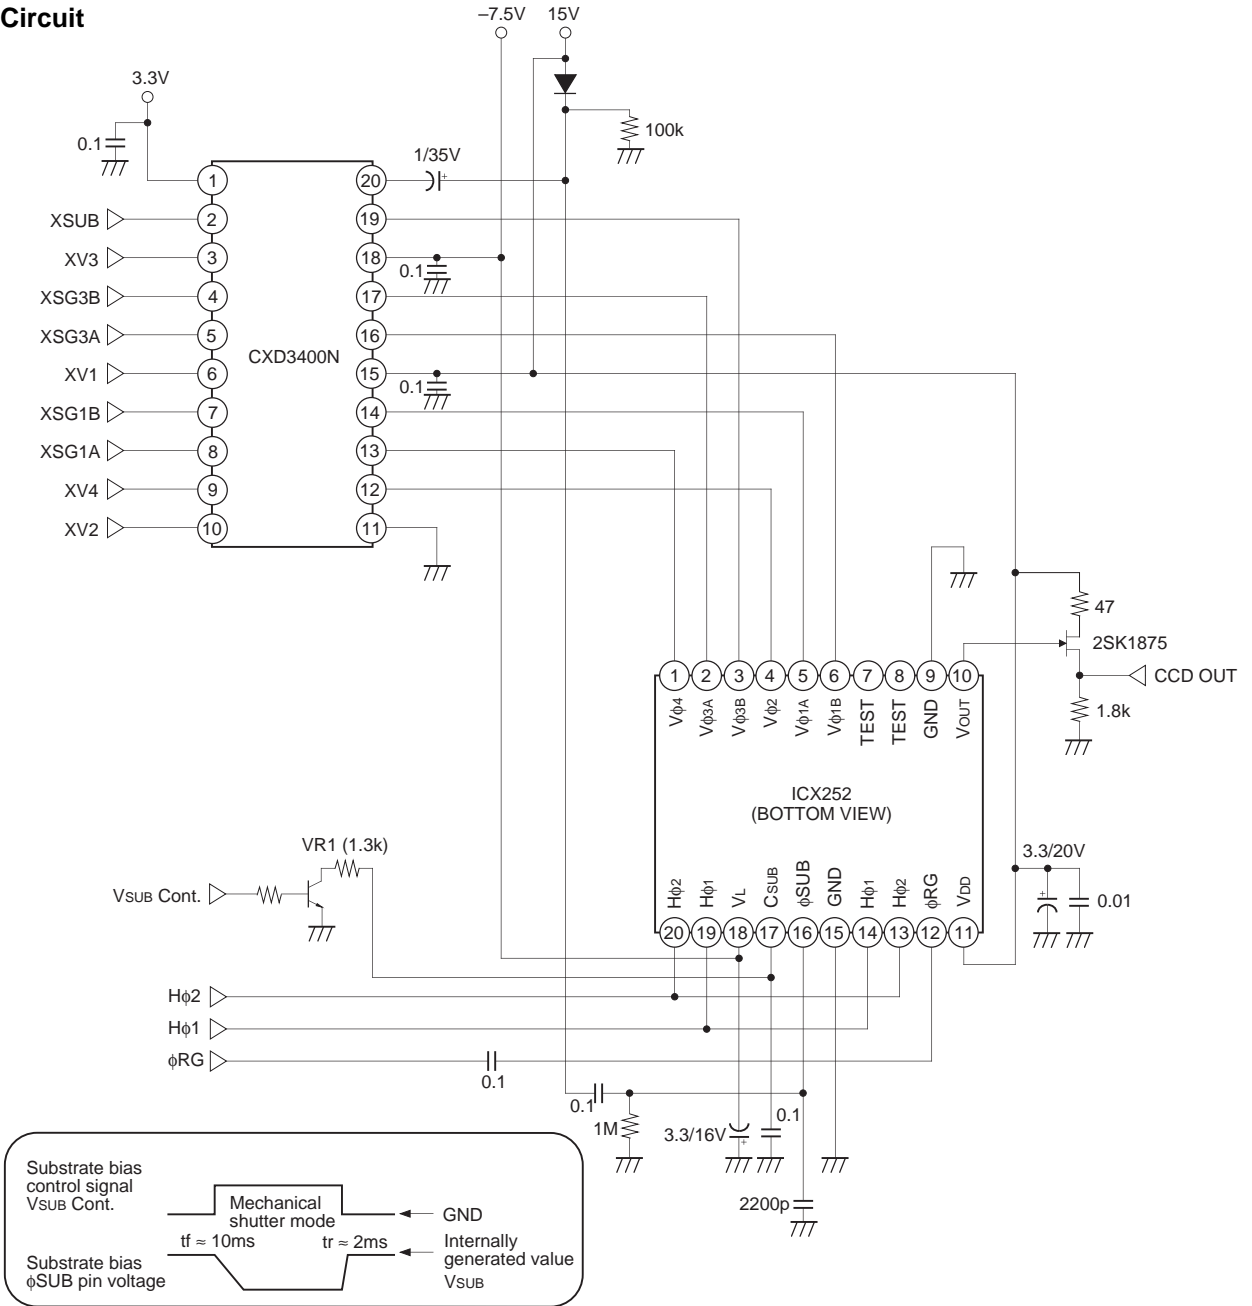 Circuit
–7.5V 15V
3.3V
0.1
100k
1/35V
1
20
XSUB 2
19
XV3 3
18
0.1
XSG3B 4
17
XSG3A 5
16
CXD3400N
XV1 6
15
0.1
XSG1B 7
14
XSG1A 8
13
XV4 9
12
XV2 10
11
47
2SK1875
CCD OUT
1.8k
1 2 3 4 5 6 7 8 9 10
Vϕ4 Vϕ3A Vϕ3B Vϕ2 Vϕ1A Vϕ1B TEST TEST GND VOUT
ICX252
(BOTTOM VIEW)
Hϕ2 Hϕ1 VL CSUB ϕSUB GND Hϕ1 Hϕ2 ϕRG VDD
20 19 18 17 16 15 14 13 12 11
3.3/20V
+
0.01
VR1 (1.3k)
VSUB Cont.
Hϕ2
Hϕ1
ϕRG
0.1
0.1
1M
3.3/16V
+
0.1
2200p
Substrate bias
control signal
VSUB Cont.
Mechanical
shutter mode
GND
tf ≈ 10ms tr ≈ 2ms
Substrate bias
ϕSUB pin voltage
Internally
generated value
VSUB